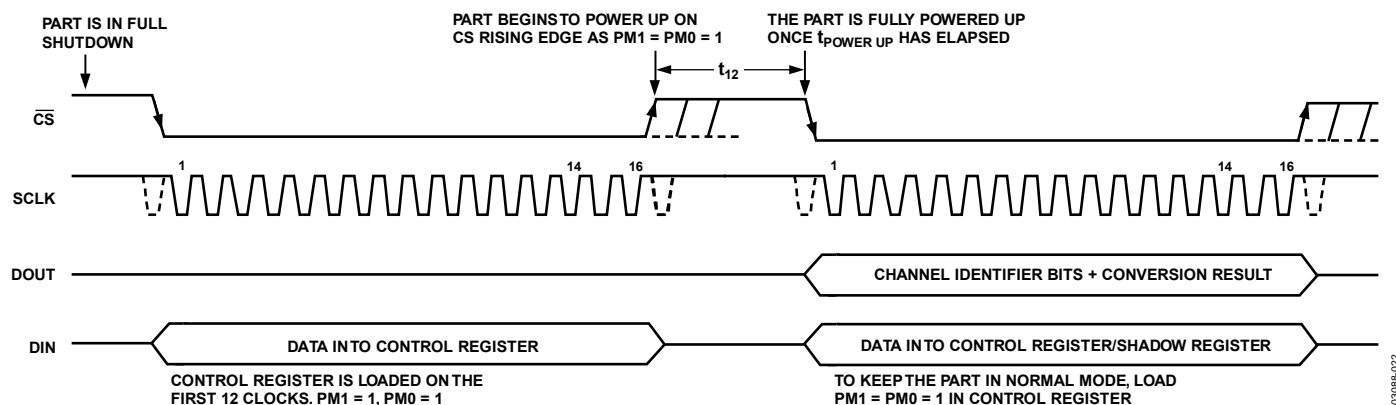 PART IS IN FULL
SHUTDOWN
PART BEGINS TO POWER UP ON
CS RISING EDGE AS PM1 = PM0 = 1
THE PART IS FULLY POWERED UP
ONCE tPOWER UP HAS ELAPSED
t12
CS
1
14
16
1
14
16
SCLK
DOUT
CHANNEL IDENTIFIER BITS + CONVERSION RESULT
DIN
DATA INTO CONTROL REGISTER
DATA INTO CONTROL REGISTER/SHADOW REGISTER
CONTROL REGISTER IS LOADED ON THE
FIRST 12 CLOCKS. PM1 = 1, PM0 = 1
TO KEEP THE PART IN NORMAL MODE, LOAD
PM1 = PM0 = 1 IN CONTROL REGISTER
03088-022